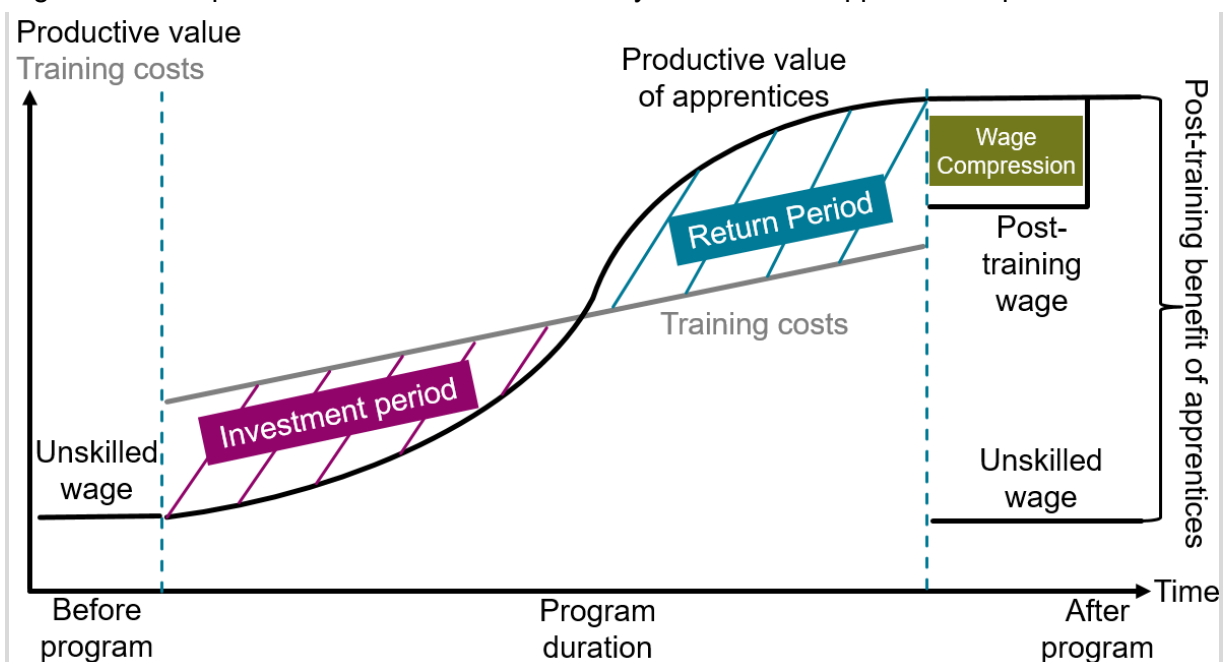 Productive value
Training costs
Productive value
of apprentices
Wage
Compression
Return Period
Post-
training
wage
Training costs
Investment period
Unskilled
wage
Unskilled
wage
Post-training benefit of apprentices
Time
Before
program
Program
duration
After
program